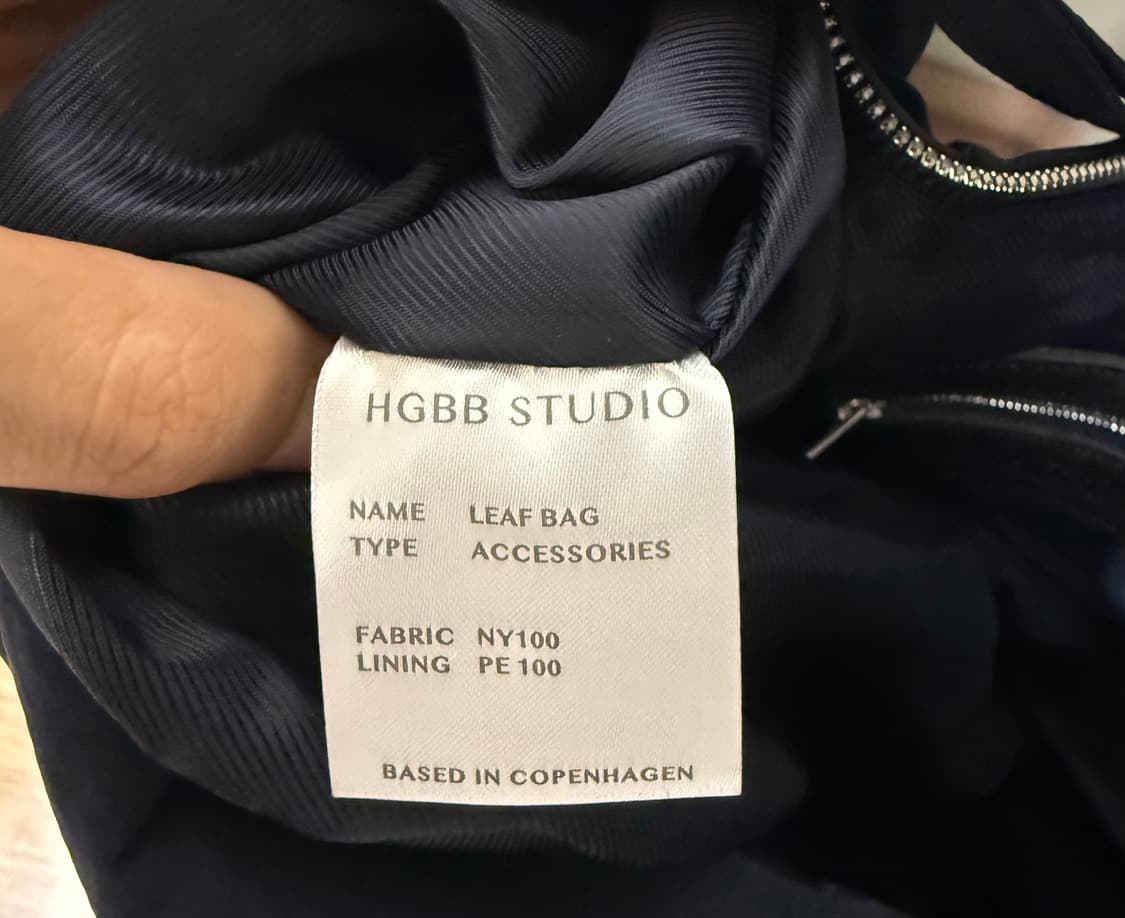 HGBB STUDIO
NAME LEAF BAG
TYPE ACCESSORIES
FABRIC NY100
LINING PE 100
BASED IN COPENHAGEN